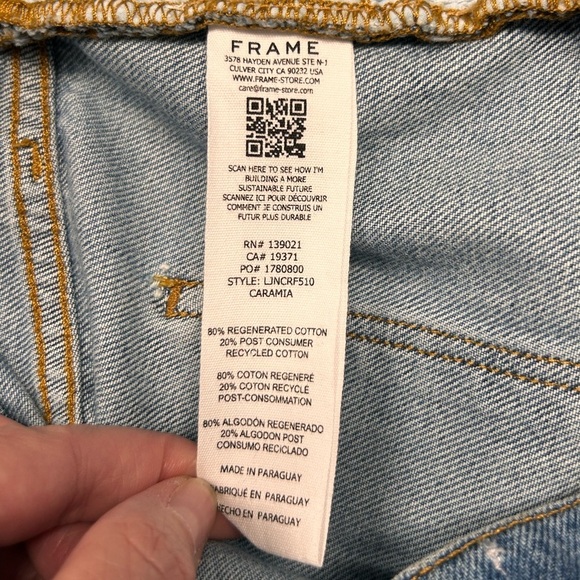 FRAME
3578 HAYDEN AVENUE STE N-1
CULVER CITY CA 90232 USA
WWW.FRAME-STORE.COM
care@frame-store.com
SCAN HERE TO SEE HOW I'M
BUILDING A MORE
SUSTAINABLE FUTURE
SCANNEZ ICI POUR DÉCOUVRIR
COMMENT JE CONSTRUIS UN
FUTUR PLUS DURABLE
RN# 139021
CA# 19371
PO# 1780800
STYLE: LJNCRF510
CARAMIA
80% REGENERATED COTTON
20% POST CONSUMER
RECYCLED COTTON
80% COTON REGENERÉ
20% COTON RECYCLE
POST-CONSOMMATION
80% ALGODÓN REGENERADO
20% ALGODON POST
CONSUMO RECICLADO
MADE IN PARAGUAY
FABRIQUÉ EN PARAGUAY
HECHO EN PARAGUAY